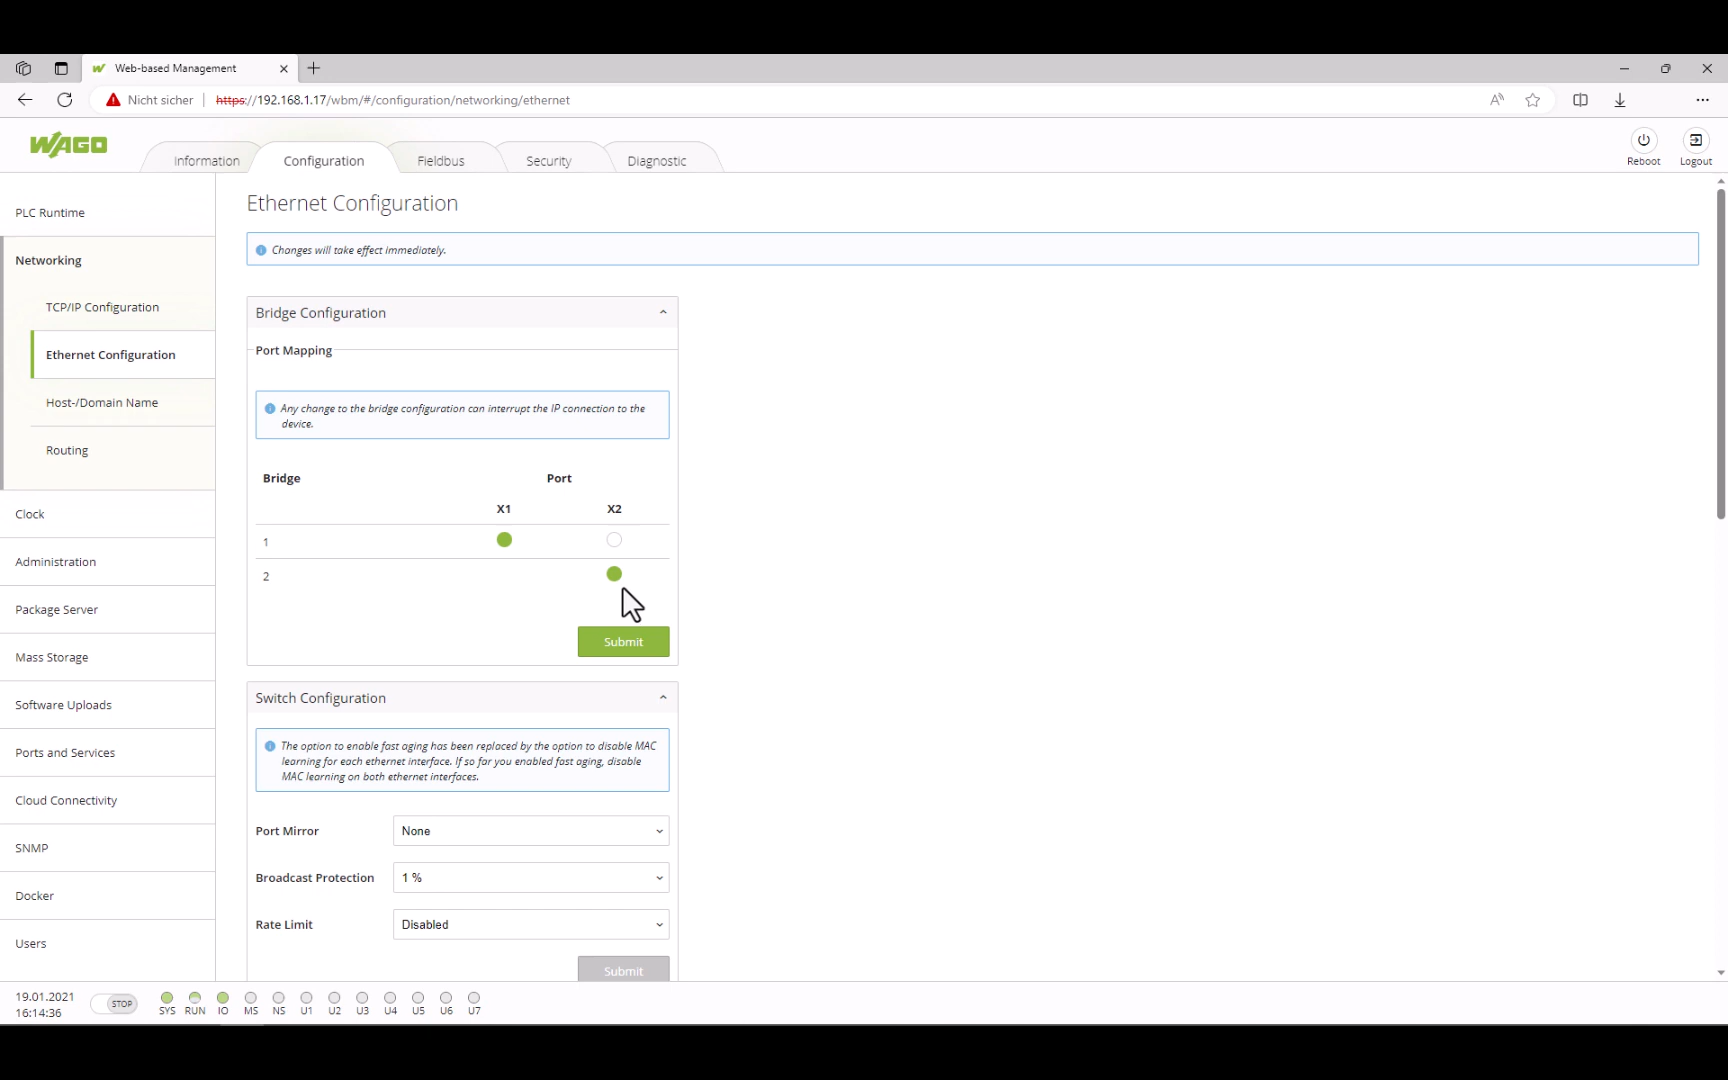 Web-based Management
Nicht sicher
https://192.168.1.17/wbm/#/configuration/networking/ethernet
WAGO
Information
Configuration
Fieldbus
Security
Diagnostic
Reboot
Logout
PLC Runtime
Networking
TCP/IP Configuration
Ethernet Configuration
Host-/Domain Name
Routing
Clock
Administration
Package Server
Mass Storage
Software Uploads
Ports and Services
Cloud Connectivity
SNMP
Docker
Users
Ethernet Configuration
Changes will take effect immediately.
Bridge Configuration
Port Mapping
Any change to the bridge configuration can interrupt the IP connection to the
device.
Bridge Port
X1 X2
1
2
Submit
Switch Configuration
The option to enable fast aging has been replaced by the option to disable MAC
learning for each ethernet interface. If so far you enabled fast aging, disable
MAC learning on both ethernet interfaces.
Port Mirror None
Broadcast Protection 1 %
Rate Limit Disabled
Submit
19.01.2021
16:14:36
STOP
SYS RUN IO MS NS U1 U2 U3 U4 U5 U6 U7